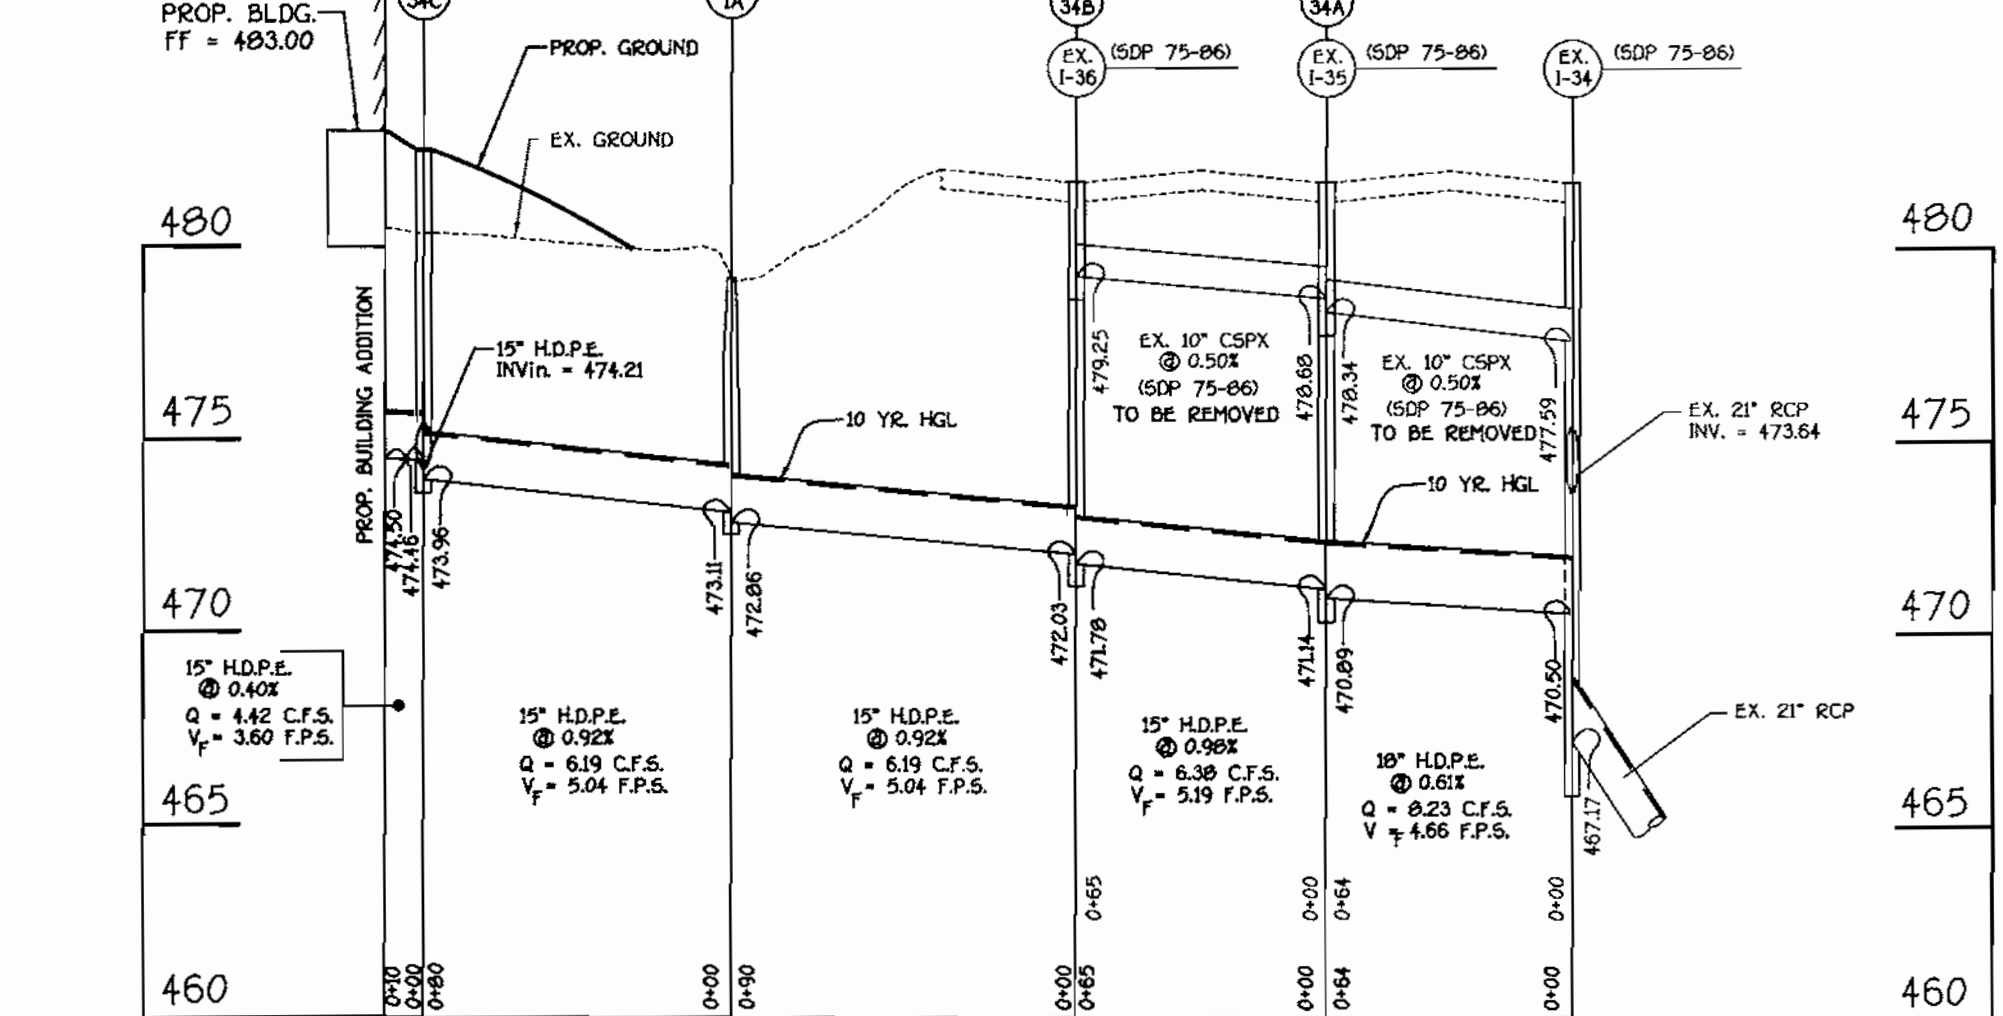 PROP. BLDG.
FF = 483.00
34C
1A
34B
34A
EX.
I-36
(SDP 75-86)
EX.
I-35
(SDP 75-86)
EX.
I-34
(SDP 75-86)
PROP. GROUND
EX. GROUND
480
475
470
465
460
480
475
470
465
460
PROP. BUILDING ADDITION
15" H.D.P.E.
INVin. = 474.21
10 YR. HGL
EX. 10" CSPX
@ 0.50%
(SDP 75-86)
TO BE REMOVED
EX. 10" CSPX
@ 0.50%
(SDP 75-86)
TO BE REMOVED
479.25
478.68
478.34
477.59
EX. 21" RCP
INV. = 473.64
10 YR. HGL
474.50
474.46
473.96
473.11
472.86
472.03
471.78
471.14
470.89
470.50
467.17
15" H.D.P.E.
@ 0.40%
Q = 4.42 C.F.S.
VF = 3.60 F.P.S.
15" H.D.P.E.
@ 0.92%
Q = 6.19 C.F.S.
VF = 5.04 F.P.S.
15" H.D.P.E.
@ 0.92%
Q = 6.19 C.F.S.
VF = 5.04 F.P.S.
15" H.D.P.E.
@ 0.98%
Q = 6.38 C.F.S.
VF = 5.19 F.P.S.
18" H.D.P.E.
@ 0.61%
Q = 8.23 C.F.S.
VF = 4.66 F.P.S.
EX. 21" RCP
0+65
0+00
0+64
0+00
0+10
0+00
0+80
0+00
0+90
0+00
0+65
0+00
0+64
0+00